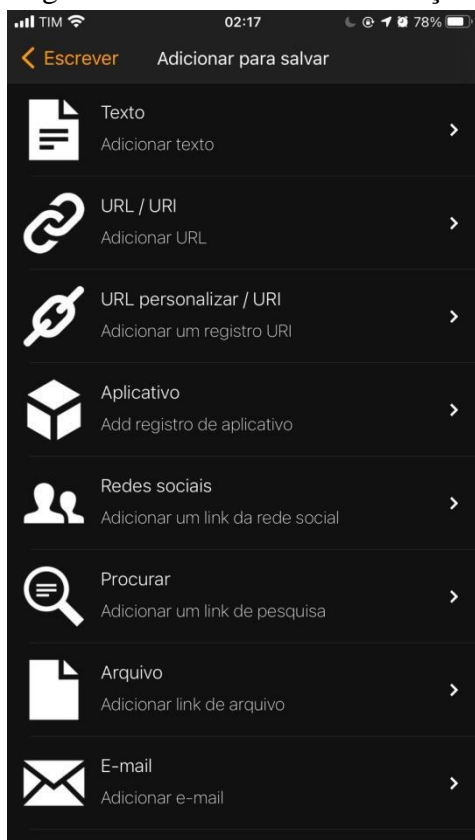 TIM 02:17 78%
Escrever Adicionar para salvar
Texto
Adicionar texto
URL / URI
Adicionar URL
URL personalizar / URI
Adicionar um registro URI
Aplicativo
Add registro de aplicativo
Redes sociais
Adicionar um link da rede social
Procurar
Adicionar um link de pesquisa
Arquivo
Adicionar link de arquivo
E-mail
Adicionar e-mail